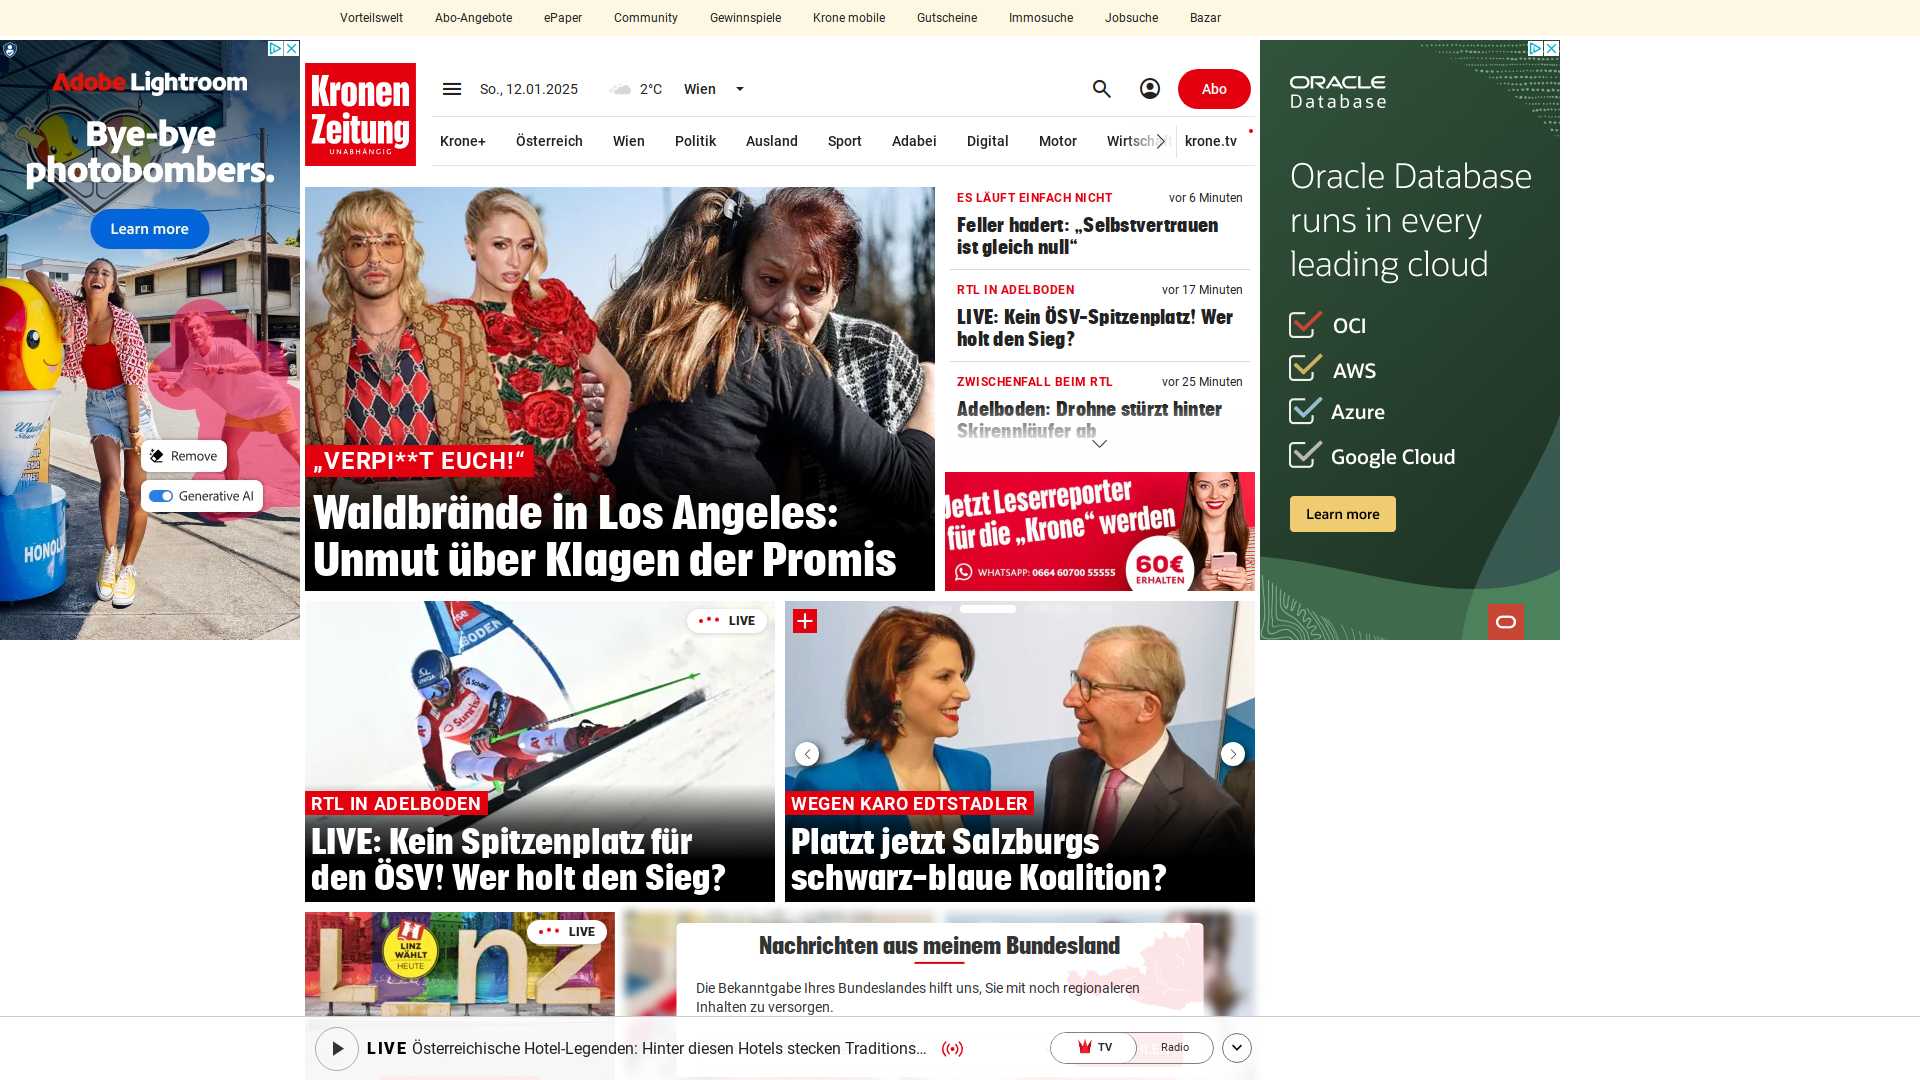 Vorteilswelt
Abo-Angebote
ePaper
Community
Gewinnspiele
Krone mobile
Gutscheine
Immosuche
Jobsuche
Bazar
Adobe Lightroom
Bye-bye
photobombers.
Learn more
Remove
Generative AI
HONOL
Kronen
Zeitung
UNABHÄNGIG
So., 12.01.2025
2°C
Wien
Abo
Krone+
Österreich
Wien
Politik
Ausland
Sport
Adabei
Digital
Motor
Wirtschaft
krone.tv
„VERPI**T EUCH!“
Waldbrände in Los Angeles:
Unmut über Klagen der Promis
ES LÄUFT EINFACH NICHT
vor 6 Minuten
Feller hadert: „Selbstvertrauen
ist gleich null“
RTL IN ADELBODEN
vor 17 Minuten
LIVE: Kein ÖSV-Spitzenplatz! Wer
holt den Sieg?
ZWISCHENFALL BEIM RTL
vor 25 Minuten
Adelboden: Drohne stürzt hinter
Skirennläufer ab
Jetzt Leserreporter
für die „Krone“ werden
WHATSAPP: 0664 60700 55555
60€
ERHALTEN
ORACLE
Database
Oracle Database
runs in every
leading cloud
OCI
AWS
Azure
Google Cloud
Learn more
LIVE
RTL IN ADELBODEN
LIVE: Kein Spitzenplatz für
den ÖSV! Wer holt den Sieg?
WEGEN KARO EDTSTADLER
Platzt jetzt Salzburgs
schwarz-blaue Koalition?
LIVE
LINZ
WÄHLT
HEUTE
Linz
Nachrichten aus meinem Bundesland
Die Bekanntgabe Ihres Bundeslandes hilft uns, Sie mit noch regionaleren
Inhalten zu versorgen.
LIVE Österreichische Hotel-Legenden: Hinter diesen Hotels stecken Traditions...
TV
Radio